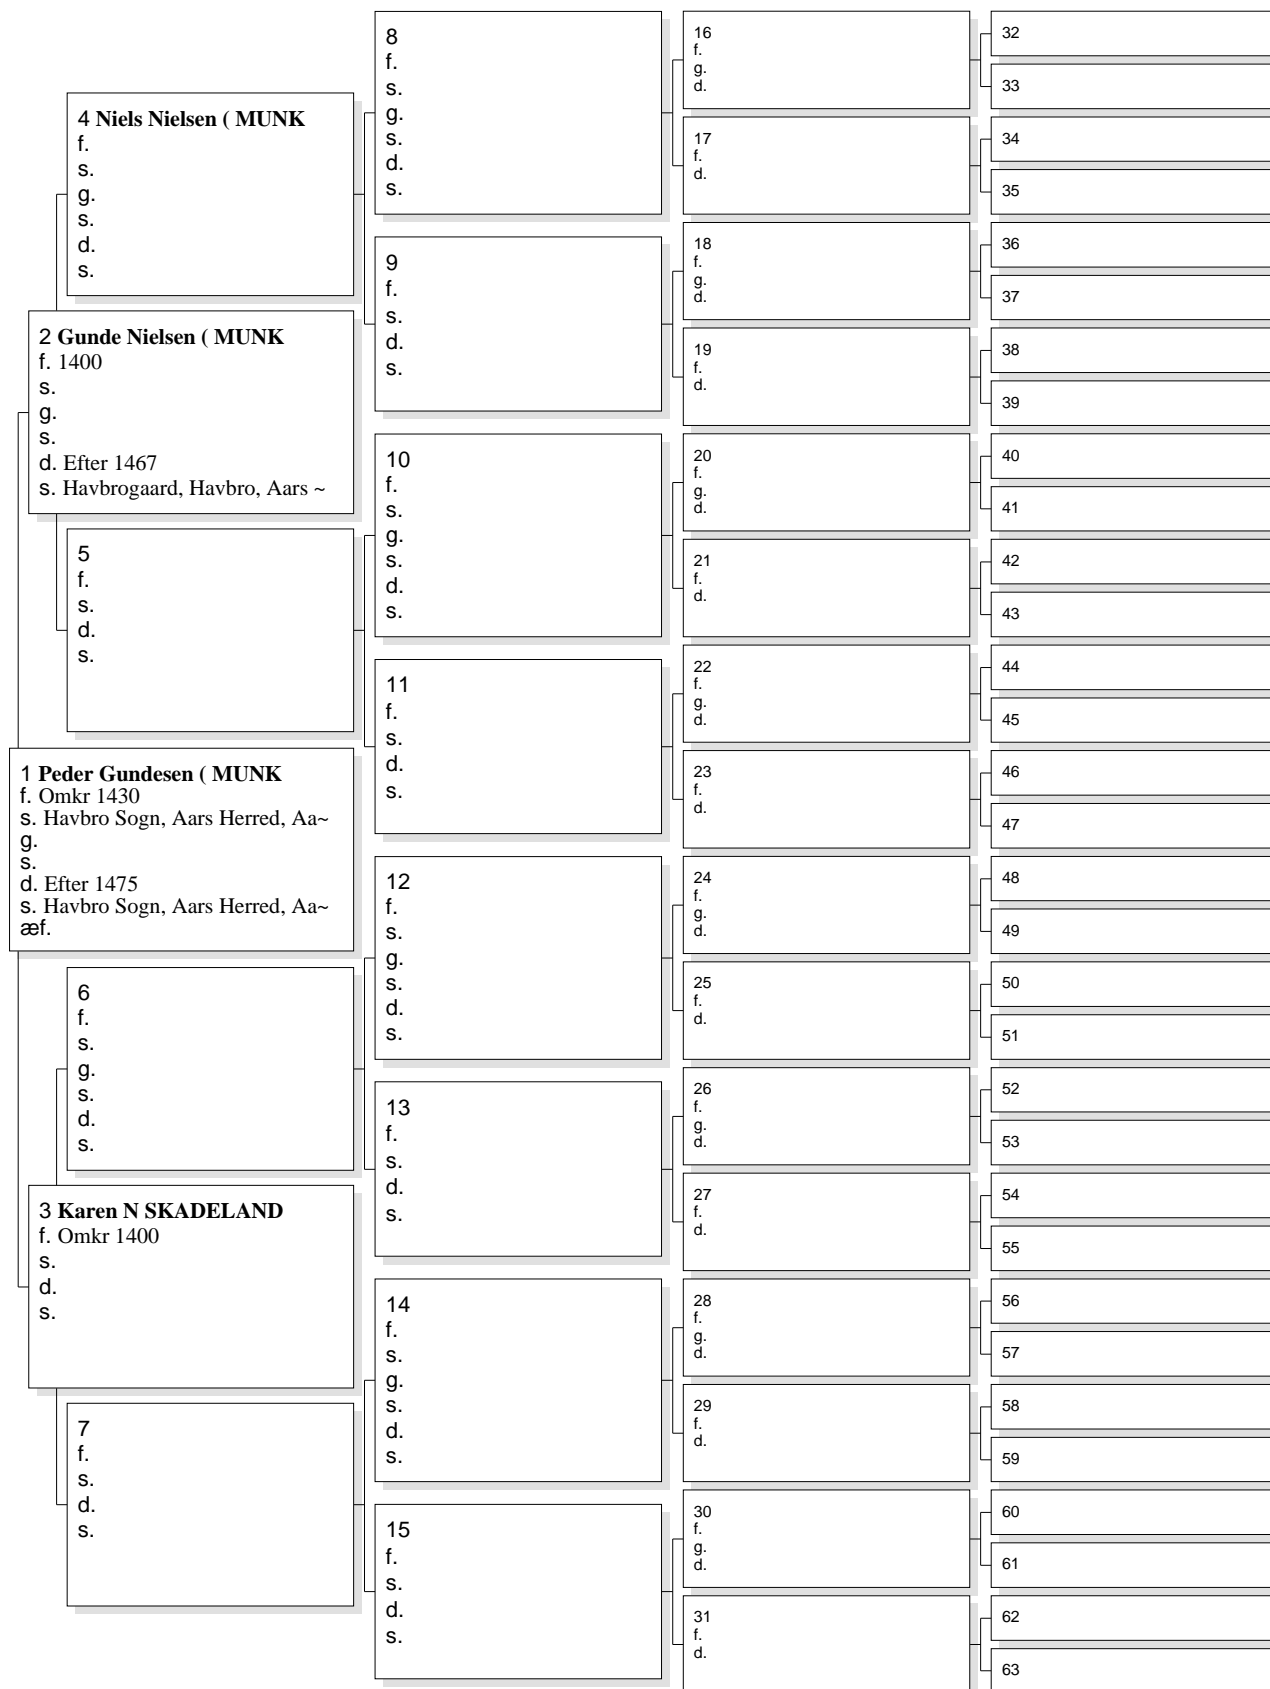 4 Niels Nielsen ( MUNK
f.
s.
g.
s.
d.
s.
2 Gunde Nielsen ( MUNK
f. 1400
s.
g.
s.
d. Efter 1467
s. Havbrogaard, Havbro, Aars ~
5
f.
s.
d.
s.
1 Peder Gundesen ( MUNK
f. Omkr 1430
s. Havbro Sogn, Aars Herred, Aa~
g.
s.
d. Efter 1475
s. Havbro Sogn, Aars Herred, Aa~
æf.
6
f.
s.
g.
s.
d.
s.
3 Karen N SKADELAND
f. Omkr 1400
s.
d.
s.
7
f.
s.
d.
s.
8
f.
s.
g.
s.
d.
s.
9
f.
s.
d.
s.
10
f.
s.
g.
s.
d.
s.
11
f.
s.
d.
s.
12
f.
s.
g.
s.
d.
s.
13
f.
s.
d.
s.
14
f.
s.
g.
s.
d.
s.
15
f.
s.
d.
s.
16
f.
g.
d.
17
f.
d.
18
f.
g.
d.
19
f.
d.
20
f.
g.
d.
21
f.
d.
22
f.
g.
d.
23
f.
d.
24
f.
g.
d.
25
f.
d.
26
f.
g.
d.
27
f.
d.
28
f.
g.
d.
29
f.
d.
30
f.
g.
d.
31
f.
d.
32
33
34
35
36
37
38
39
40
41
42
43
44
45
46
47
48
49
50
51
52
53
54
55
56
57
58
59
60
61
62
63